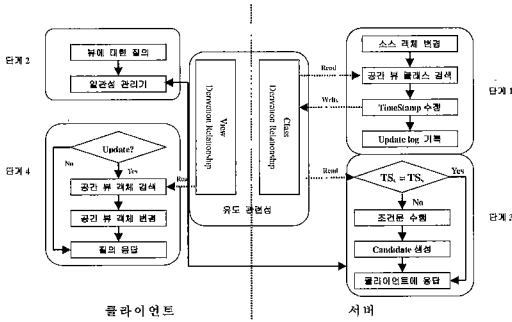 단계 2
뷰에 대한 질의
일관성 관리기
단계 4
Update?
No
Yes
공간 뷰 객체 검색
공간 뷰 객체 변경
질의 응답
View
Derivation Relationship
Class
Derivation Relationship
유도 관련성
Read
Write
Read
Read
소스 객체 변경
공간 뷰 클래스 검색
TimeStamp 수정
Update log 기록
단계 1
Yes
No
조건문 수행
Candidate 생성
클라이언트에 응답
단계 3
클라이언트
서버